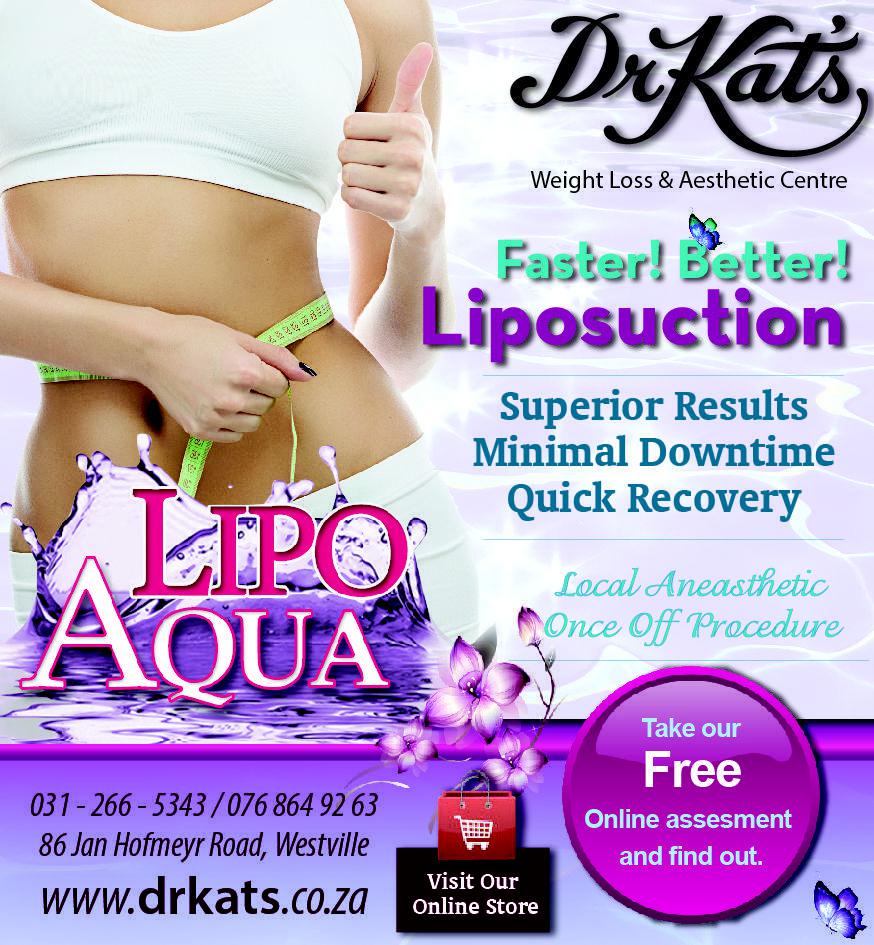 Dr Kat's
Weight Loss & Aesthetic Centre
Faster! Better!
Liposuction
Superior Results
Minimal Downtime
Quick Recovery
Local Aneasthetic
Once Off Procedure
LIPO
AQUA
Take our
Free
Online assesment
and find out.
031 - 266 - 5343 / 076 864 92 63
86 Jan Hofmeyr Road, Westville
www.drkats.co.za
Visit Our
Online Store